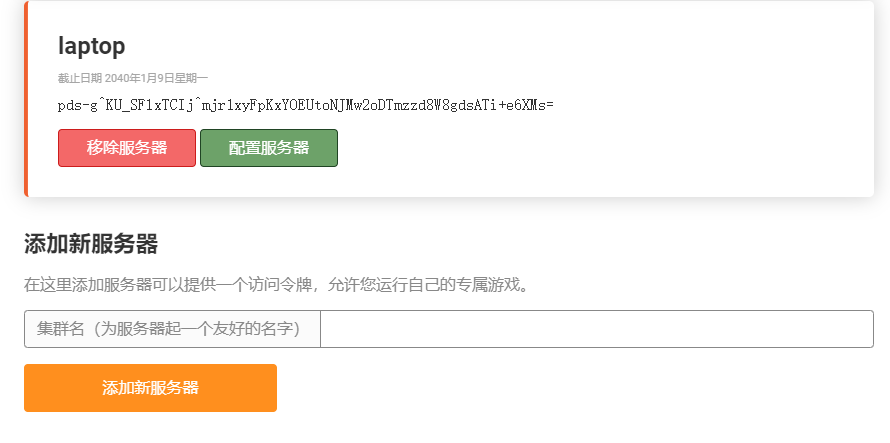 laptop
截止日期 2040年1月9日星期一
pds-g^KU_SFlxTCIj^mjrlxyFpKxYOEUtoNJMw2oDTmzzd8W8gdsATi+e6XMs=
移除服务器 配置服务器
添加新服务器
在这里添加服务器可以提供一个访问令牌，允许您运行自己的专属游戏。
集群名（为服务器起一个友好的名字）
添加新服务器